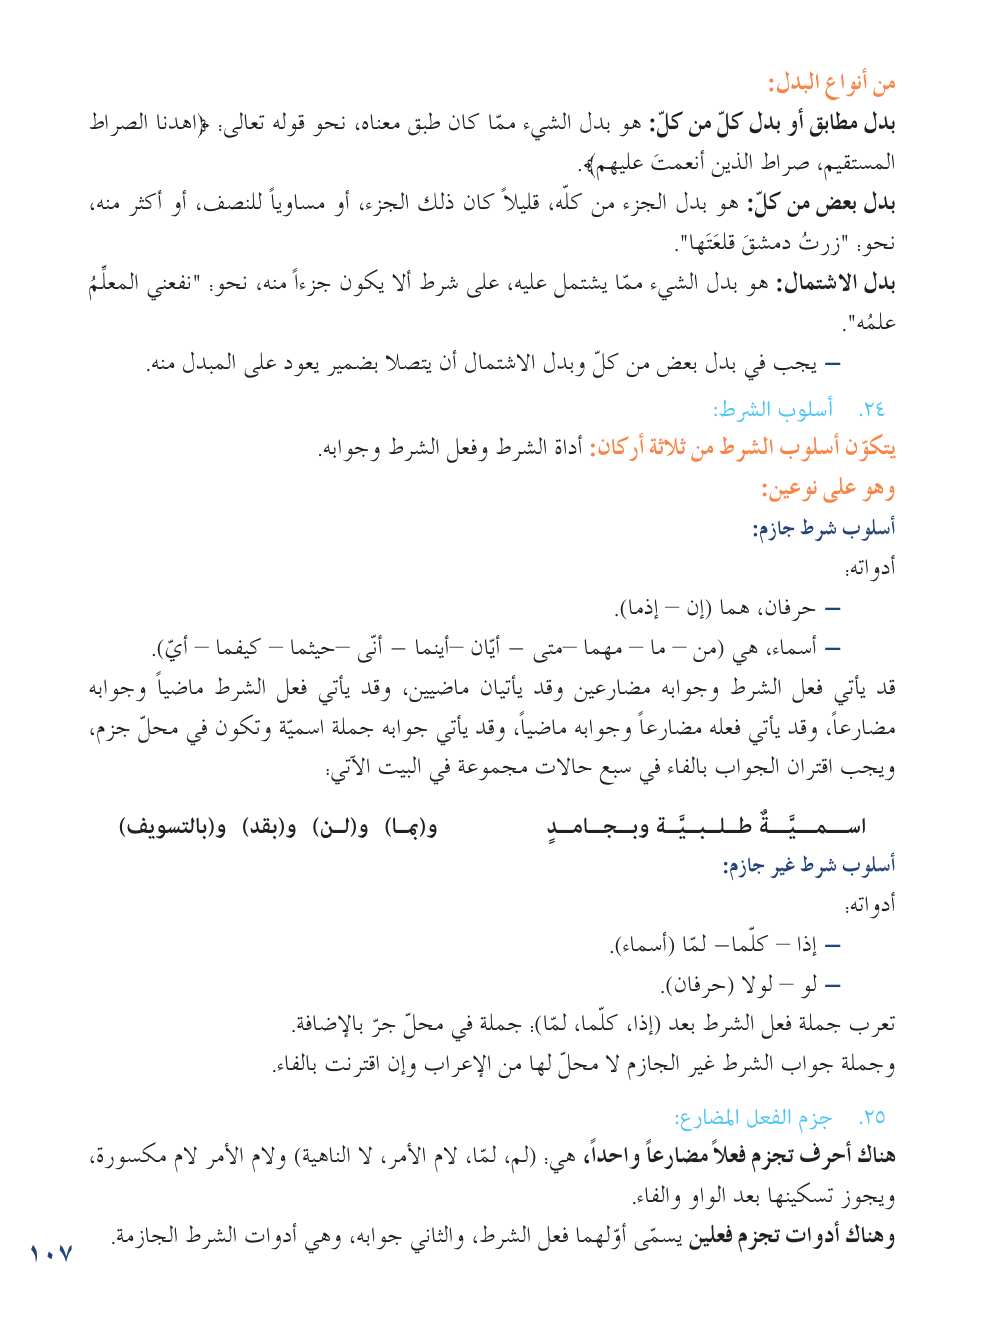 من أنواع البدل:
بدل مطابق أو بدل كلّ من كلّ: هو بدل الشيء ممّا كان طبق معناه، نحو قوله تعالى: ﴿اهدنا الصراط
المستقيم، صراط الذين أنعمتَ عليهم﴾.
بدل بعض من كلّ: هو بدل الجزء من كلّه، قليلاً كان ذلك الجزء، أو مساوياً للنصف، أو أكثر منه،
نحو: "زرتُ دمشقَ قلعَتَها".
بدل الاشتمال: هو بدل الشيء ممّا يشتمل عليه، على شرط ألا يكون جزءاً منه، نحو: "نفعني المعلِّمُ
علمُه".
– يجب في بدل بعض من كلّ وبدل الاشتمال أن يتصلا بضمير يعود على المبدل منه.
٢٤. أسلوب الشرط:
يتكوّن أسلوب الشرط من ثلاثة أركان: أداة الشرط وفعل الشرط وجوابه.
وهو على نوعين:
أسلوب شرط جازم:
أدواته:
– حرفان، هما (إن – إذما).
– أسماء، هي (من – ما – مهما –متى – أيّان –أينما – أنّى –حيثما – كيفما – أيّ).
قد يأتي فعل الشرط وجوابه مضارعين وقد يأتيان ماضيين، وقد يأتي فعل الشرط ماضياً وجوابه
مضارعاً، وقد يأتي فعله مضارعاً وجوابه ماضياً، وقد يأتي جوابه جملة اسميّة وتكون في محلّ جزم،
ويجب اقتران الجواب بالفاء في سبع حالات مجموعة في البيت الآتي:
اســـمـــيَّـــةٌ طـــلـــبـــيَّـــة وبـــجـــامـــدٍ و(بمـا) و(لـن) و(بقد) و(بالتسويف)
أسلوب شرط غير جازم:
أدواته:
– إذا – كلّما– لمّا (أسماء).
– لو – لولا (حرفان).
تعرب جملة فعل الشرط بعد (إذا، كلّما، لمّا): جملة في محلّ جرّ بالإضافة.
وجملة جواب الشرط غير الجازم لا محلّ لها من الإعراب وإن اقترنت بالفاء.
٢٥. جزم الفعل المضارع:
هناك أحرف تجزم فعلاً مضارعاً واحداً، هي: (لم، لمّا، لام الأمر، لا الناهية) ولام الأمر لام مكسورة،
ويجوز تسكينها بعد الواو والفاء.
وهناك أدوات تجزم فعلين يسمّى أوّلهما فعل الشرط، والثاني جوابه، وهي أدوات الشرط الجازمة.
١٠٧